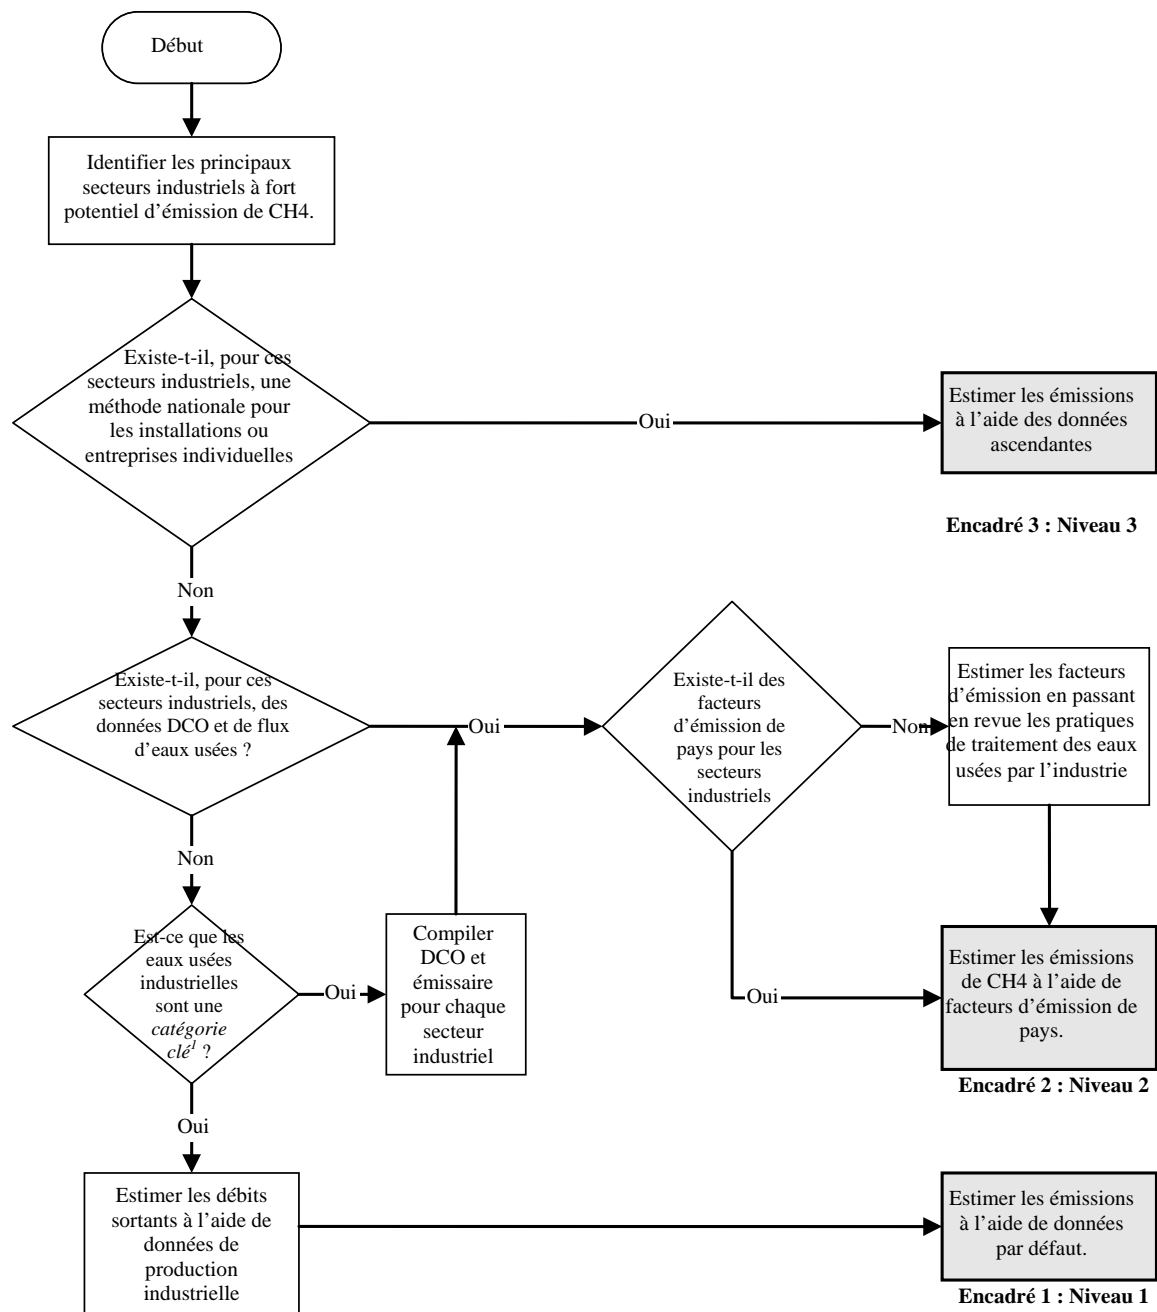 Début
Identifier les principaux
secteurs industriels à fort
potentiel d’émission de CH4.
Existe-t-il, pour ces
secteurs industriels, une
méthode nationale pour
les installations ou
entreprises individuelles
Oui
Estimer les émissions
à l’aide des données
ascendantes
Encadré 3 : Niveau 3
Non
Existe-t-il, pour ces
secteurs industriels, des
données DCO et de flux
d’eaux usées ?
Oui
Existe-t-il des
facteurs
d’émission de
pays pour les
secteurs
industriels
Non
Estimer les facteurs
d’émission en passant
en revue les pratiques
de traitement des eaux
usées par l’industrie
Non
Est-ce que les
eaux usées
industrielles
sont une
catégorie
clé1 ?
Oui
Compiler
DCO et
émissaire
pour chaque
secteur
industriel
Oui
Estimer les émissions
de CH4 à l’aide de
facteurs d’émission de
pays.
Encadré 2 : Niveau 2
Oui
Estimer les débits
sortants à l’aide de
données de
production
industrielle
Estimer les émissions
à l’aide de données
par défaut.
Encadré 1 : Niveau 1